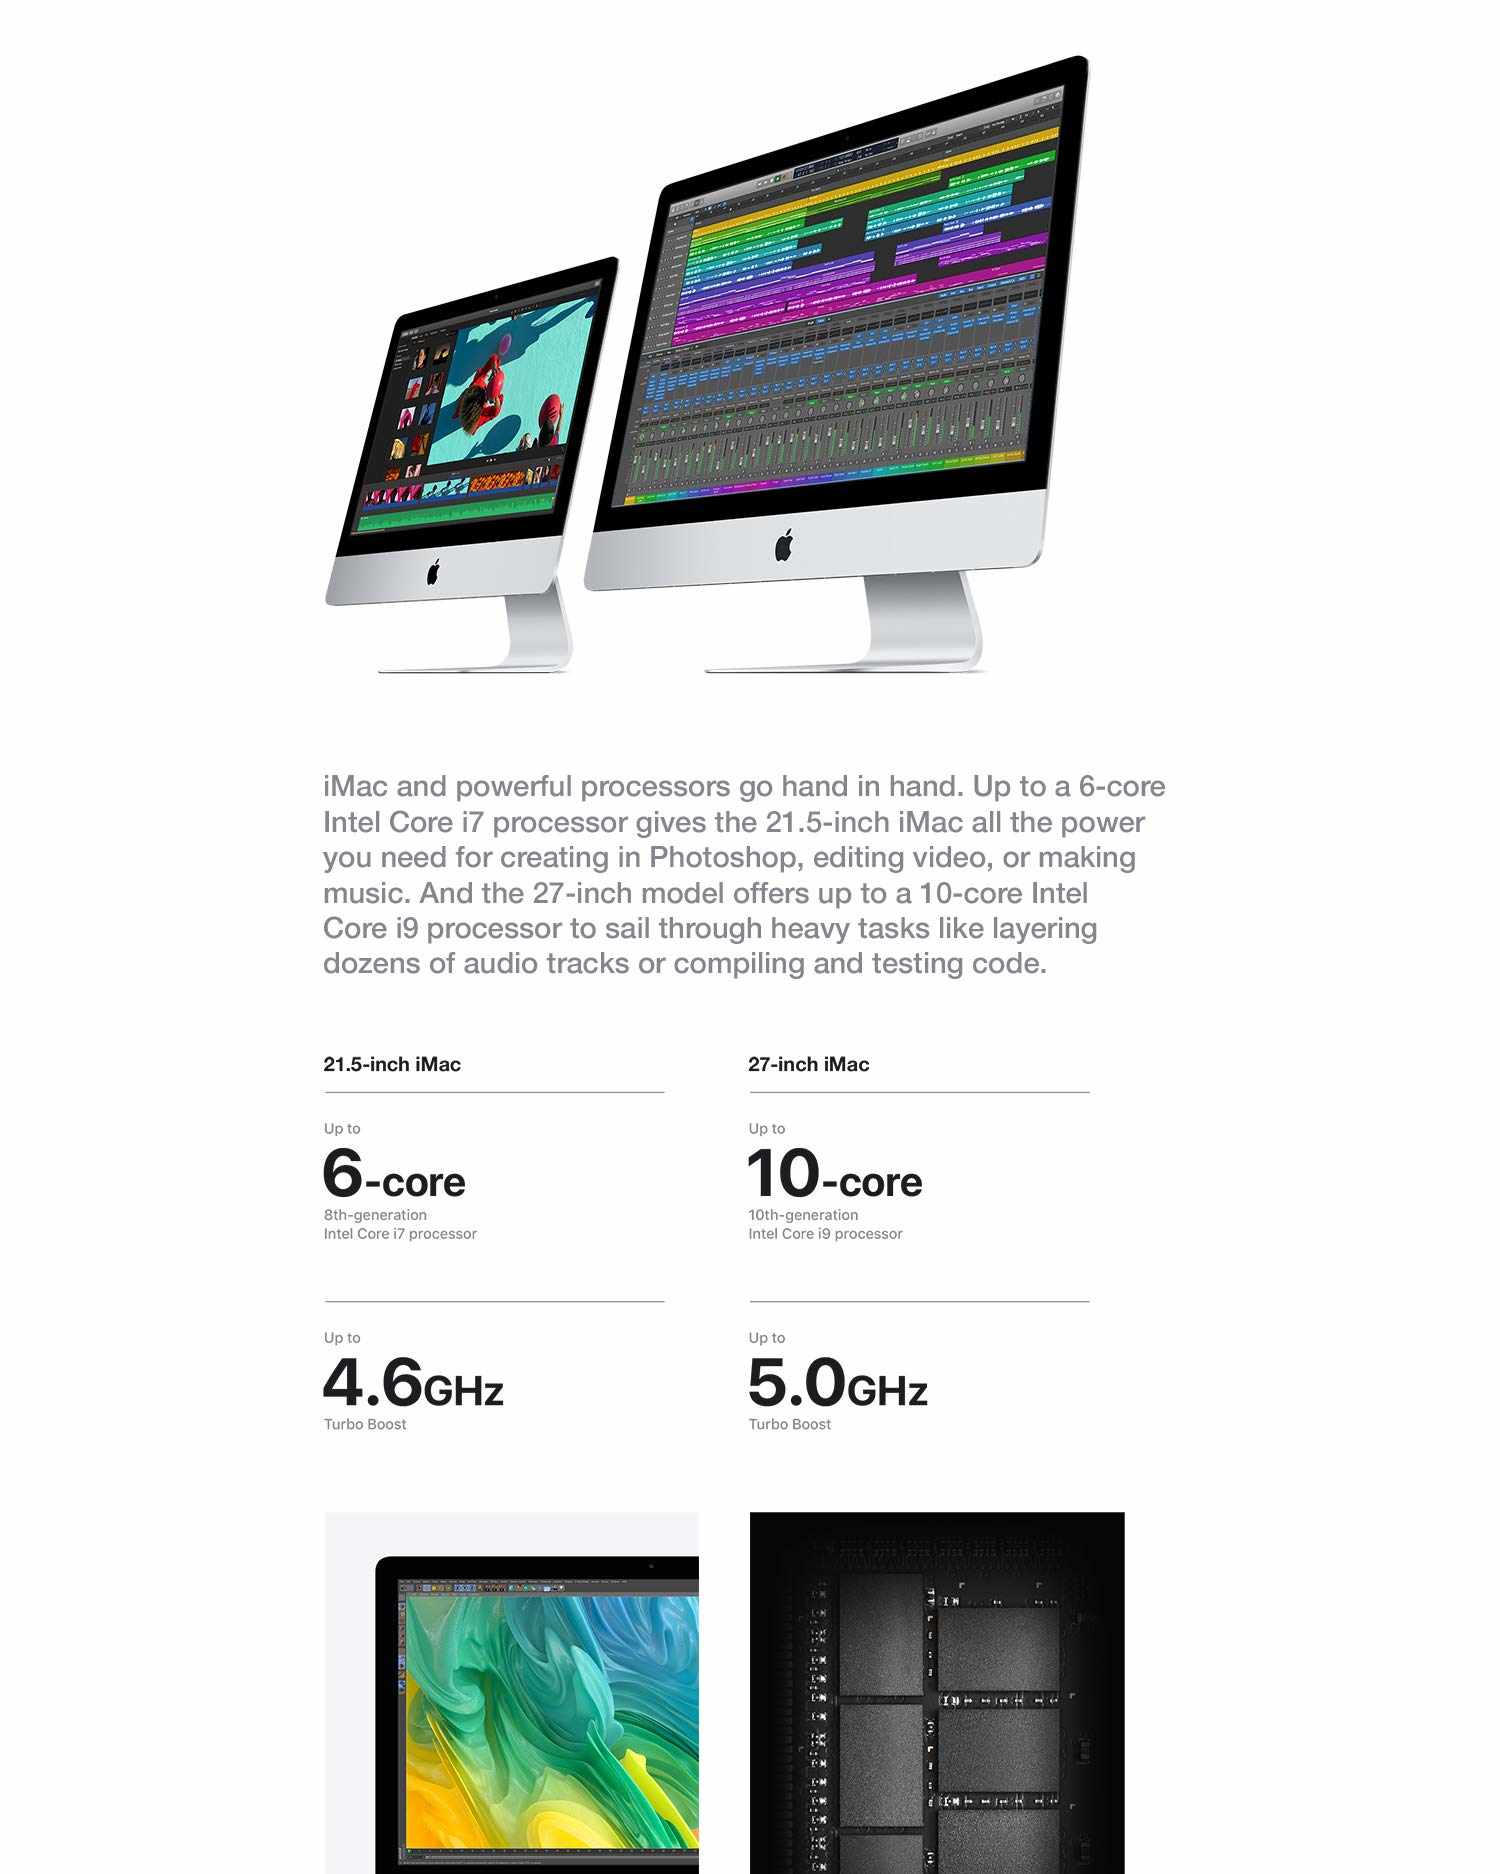 iMac and powerful processors go hand in hand. Up to a 6-core
Intel Core i7 processor gives the 21.5-inch iMac all the power
you need for creating in Photoshop, editing video, or making
music. And the 27-inch model offers up to a 10-core Intel
Core i9 processor to sail through heavy tasks like layering
dozens of audio tracks or compiling and testing code.
21.5-inch iMac
Up to
6-core
8th-generation
Intel Core i7 processor
Up to
4.6GHz
Turbo Boost
27-inch iMac
Up to
10-core
10th-generation
Intel Core i9 processor
Up to
5.0GHz
Turbo Boost